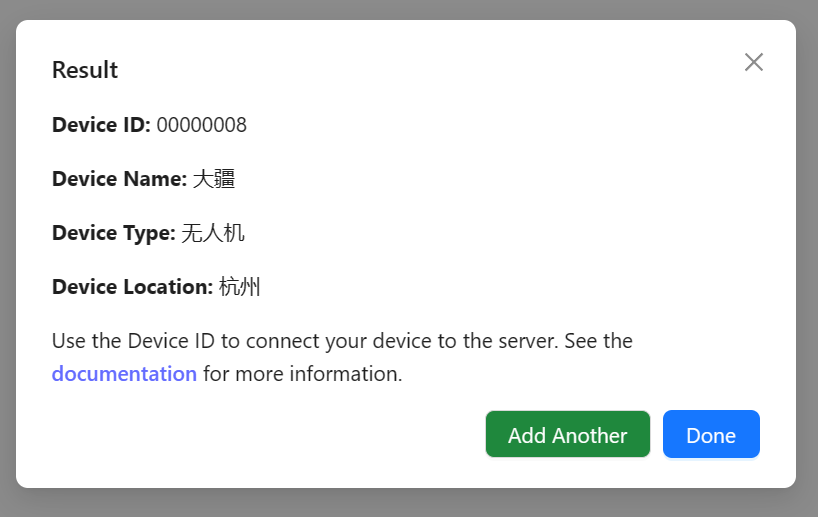 Result
Device ID: 00000008
Device Name: 大疆
Device Type: 无人机
Device Location: 杭州
Use the Device ID to connect your device to the server. See the
documentation for more information.
Add Another
Done